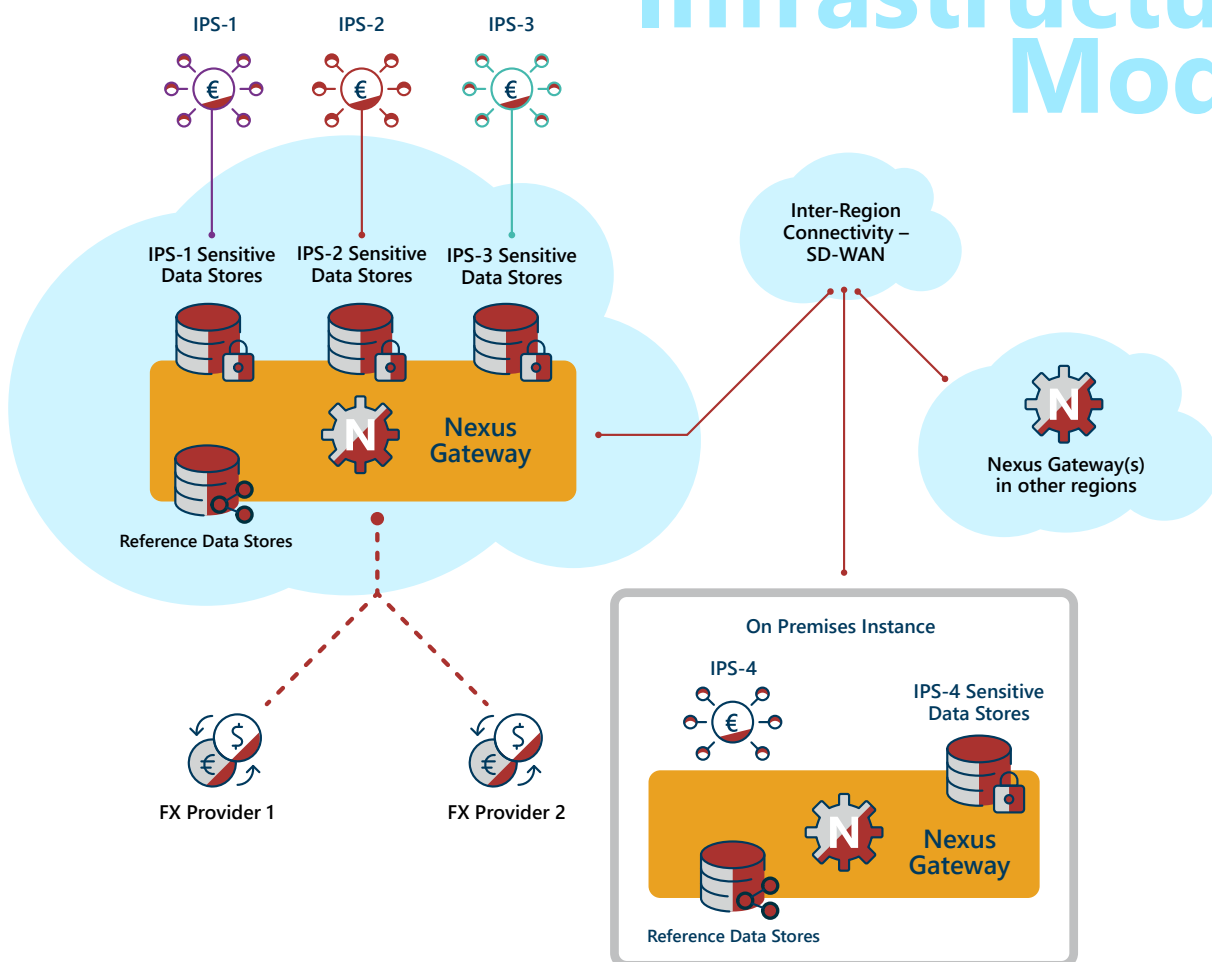 Infrastructu
Mod
IPS-1
IPS-2
IPS-3
€
€
€
IPS-1 Sensitive
Data Stores
IPS-2 Sensitive
Data Stores
IPS-3 Sensitive
Data Stores
N
Nexus
Gateway
Reference Data Stores
Inter-Region
Connectivity –
SD-WAN
N
Nexus Gateway(s)
in other regions
$
€
FX Provider 1
$
€
FX Provider 2
On Premises Instance
IPS-4
€
IPS-4 Sensitive
Data Stores
N
Nexus
Gateway
Reference Data Stores